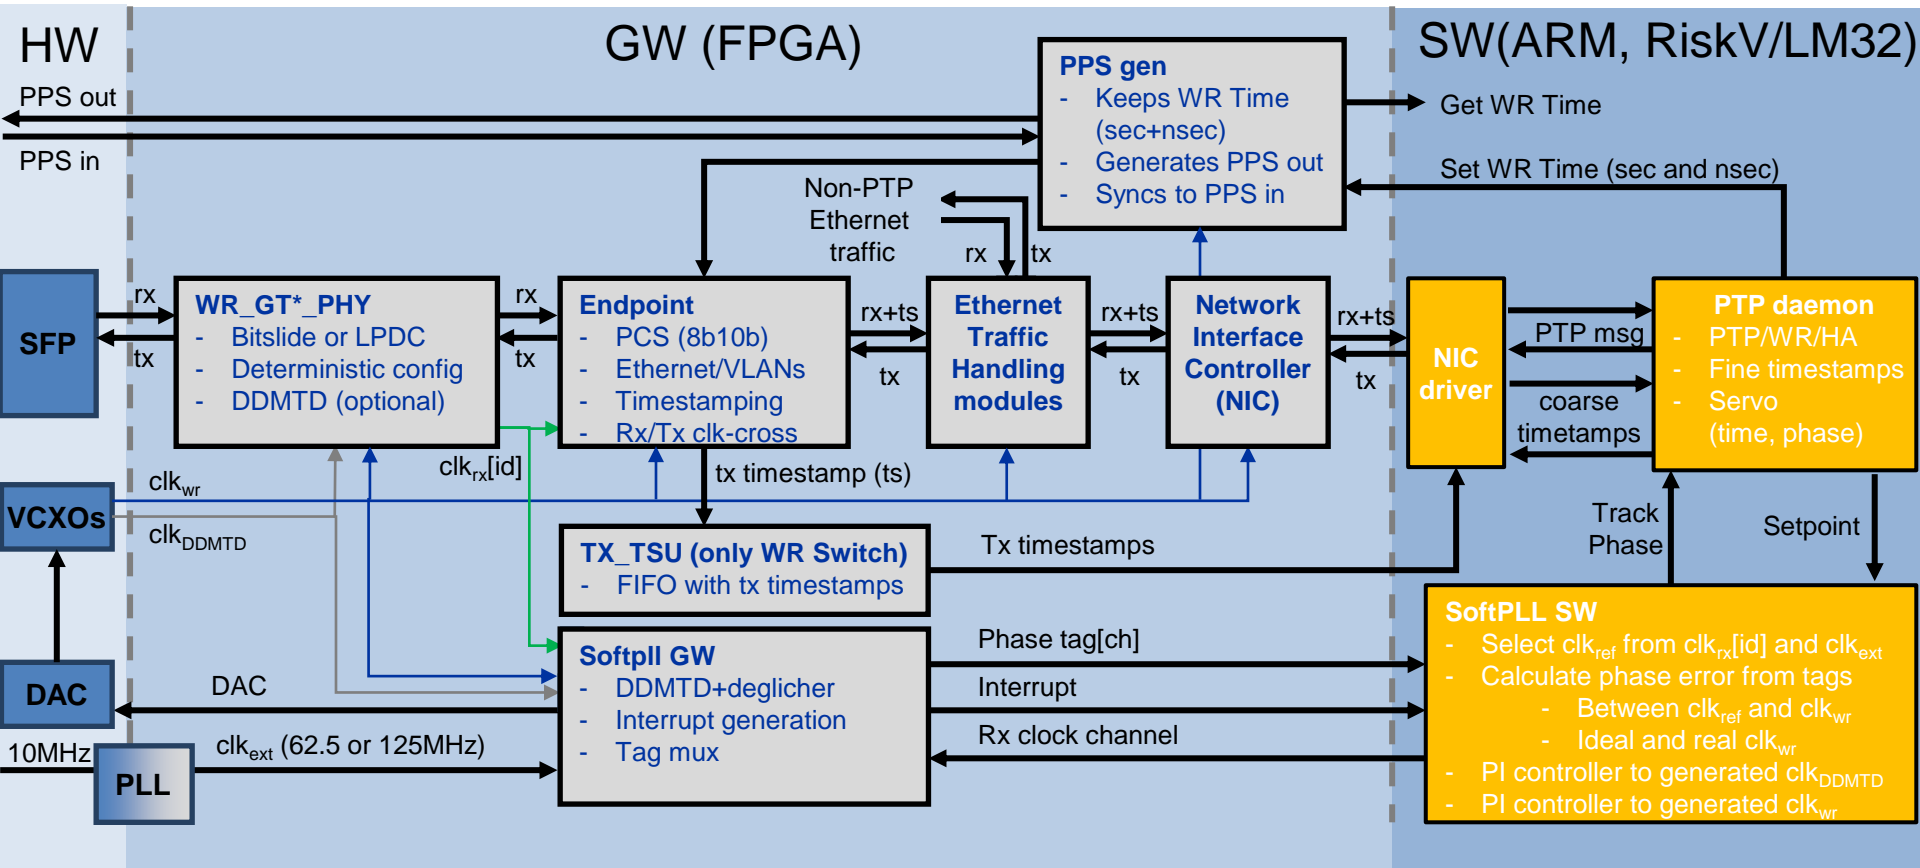 HW
GW (FPGA)
SW(ARM, RiskV/LM32)
PPS out
PPS in
PPS gen
- Keeps WR Time
(sec+nsec)
- Generates PPS out
- Syncs to PPS in
Get WR Time
Set WR Time (sec and nsec)
Non-PTP
Ethernet
traffic
rx
tx
SFP
rx
tx
WR_GT*_PHY
- Bitslide or LPDC
- Deterministic config
- DDMTD (optional)
rx
tx
Endpoint
- PCS (8b10b)
- Ethernet/VLANs
- Timestamping
- Rx/Tx clk-cross
rx+ts
tx
Ethernet
Traffic
Handling
modules
rx+ts
tx
Network
Interface
Controller
(NIC)
rx+ts
tx
NIC
driver
PTP msg
coarse
timetamps
PTP daemon
- PTP/WR/HA
- Fine timestamps
- Servo
(time, phase)
VCXOs
clkwr
clkDDMTD
clkrx[id]
tx timestamp (ts)
TX_TSU (only WR Switch)
- FIFO with tx timestamps
Tx timestamps
Track
Phase
Setpoint
DAC
DAC
Softpll GW
- DDMTD+deglicher
- Interrupt generation
- Tag mux
Phase tag[ch]
Interrupt
Rx clock channel
SoftPLL SW
- Select clkref from clkrx[id] and clkext
- Calculate phase error from tags
- Between clkref and clkwr
- Ideal and real clkwr
- PI controller to generated clkDDMTD
- PI controller to generated clkwr
10MHz
PLL
clkext (62.5 or 125MHz)